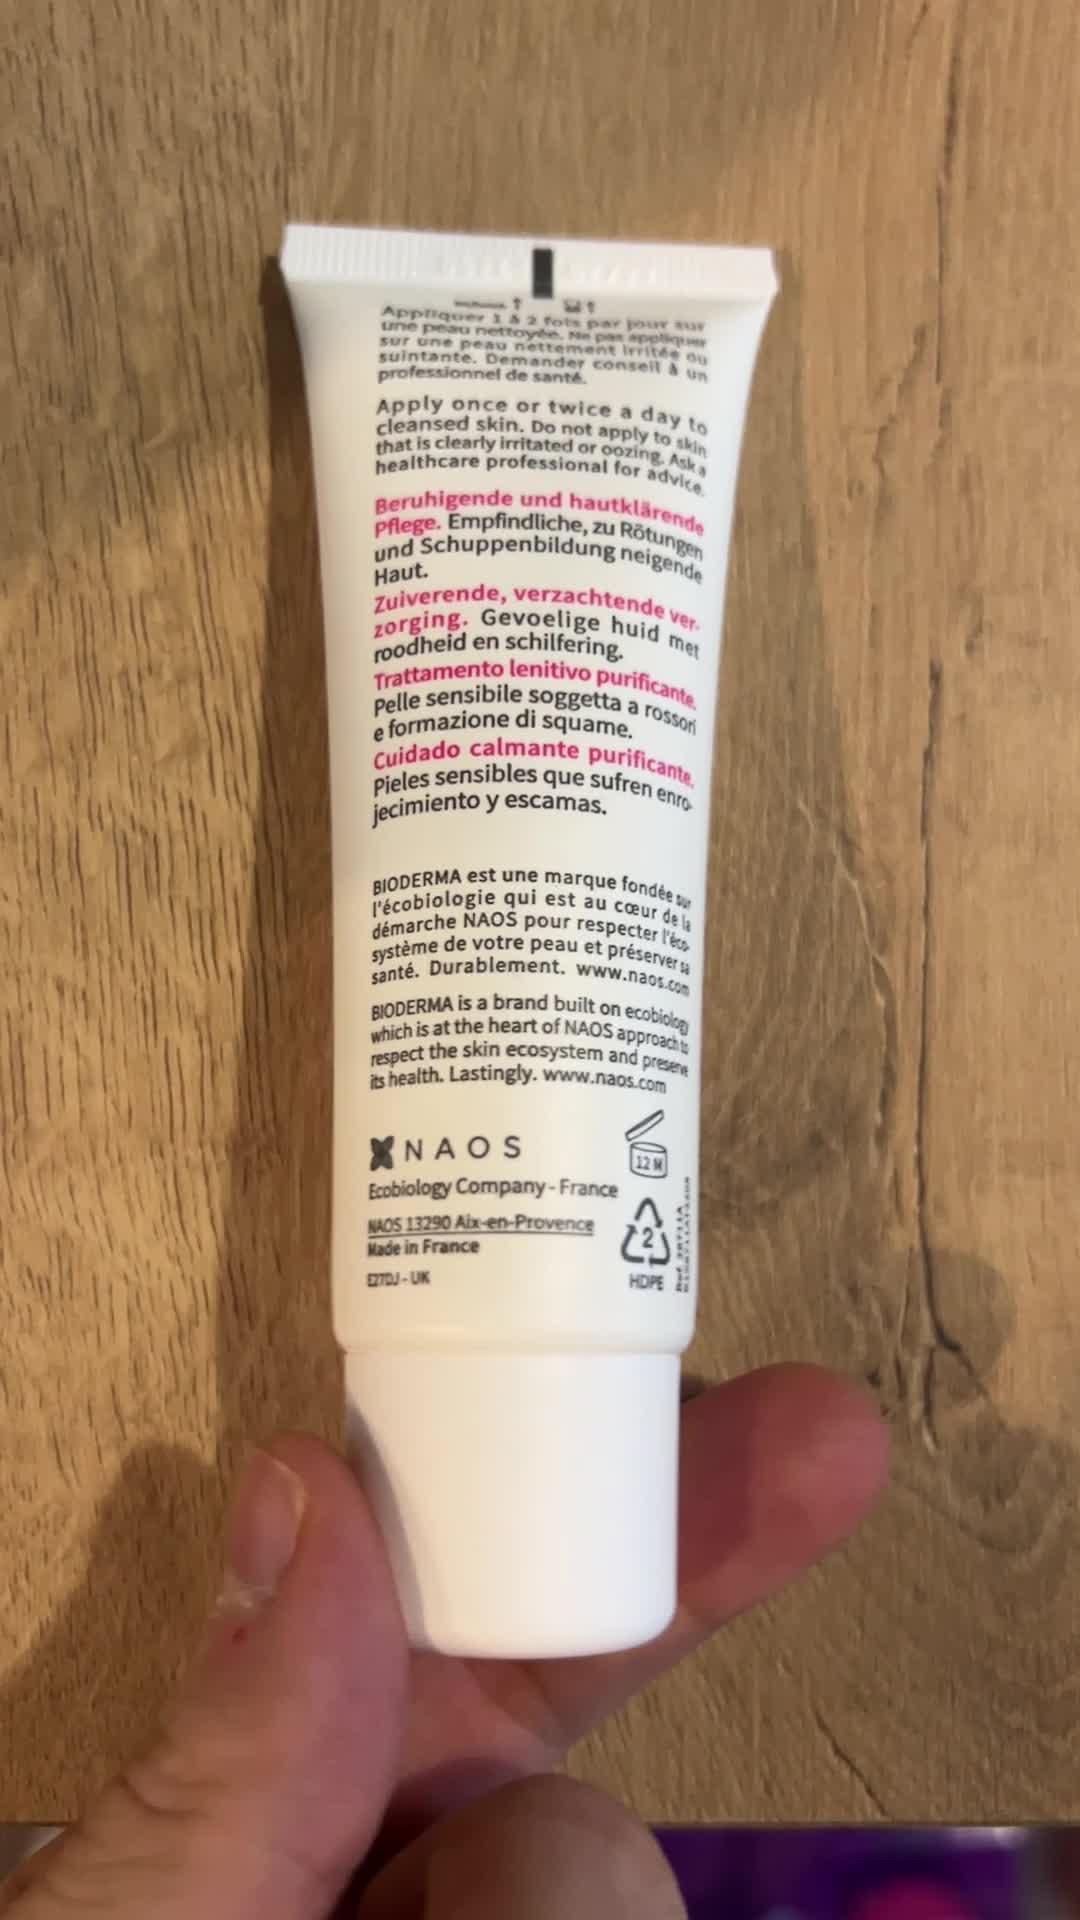 Appliquer 1 à 2 fois par jour sur
une peau nettoyée. Ne pas appliquer
sur une peau nettement irritée ou
suintante. Demander conseil à un
professionnel de santé.
Apply once or twice a day to
cleansed skin. Do not apply to skin
that is clearly irritated or oozing. Ask a
healthcare professional for advice.
Beruhigende und hautklärende
Pflege. Empfindliche, zu Rötungen
und Schuppenbildung neigende
Haut.
Zuiverende, verzachtende ver-
zorging. Gevoelige huid met
roodheid en schilfering.
Trattamento lenitivo purificante.
Pelle sensibile soggetta a rossori
e formazione di squame.
Cuidado calmante purificante.
Pieles sensibles que sufren enro-
jecimiento y escamas.
BIODERMA est une marque fondée sur
l'écobiologie qui est au cœur de la
démarche NAOS pour respecter l'éco-
système de votre peau et préserver sa
santé. Durablement. www.naos.com
BIODERMA is a brand built on ecobiology
which is at the heart of NAOS approach to
respect the skin ecosystem and preserve
its health. Lastingly. www.naos.com
NAOS
Ecobiology Company - France
NAOS 13290 Aix-en-Provence
Made in France
E27DJ - UK
12 M
2
HDPE